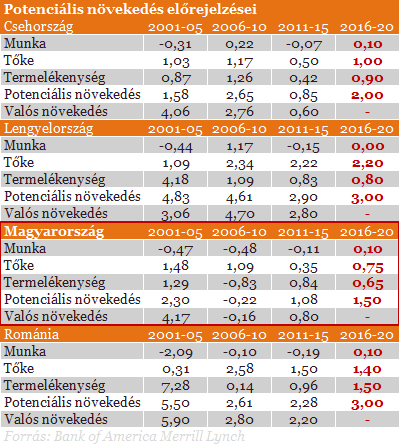 Potenciális növekedés előrejelzései
Csehország 2001-05 2006-10 2011-15 2016-20
Munka -0,31 0,22 -0,07 0,10
Tőke 1,03 1,17 0,50 1,00
Termelékenység 0,87 1,26 0,42 0,90
Potenciális növekedés 1,58 2,65 0,85 2,00
Valós növekedés 4,06 2,76 0,60 -
Lengyelország 2001-05 2006-10 2011-15 2016-20
Munka -0,44 1,17 -0,15 0,00
Tőke 1,09 2,34 2,22 2,20
Termelékenység 4,18 1,09 0,83 0,80
Potenciális növekedés 4,83 4,61 2,90 3,00
Valós növekedés 3,06 4,70 2,80 -
Magyarország 2001-05 2006-10 2011-15 2016-20
Munka -0,47 -0,48 -0,11 0,10
Tőke 1,48 1,09 0,35 0,75
Termelékenység 1,29 -0,83 0,84 0,65
Potenciális növekedés 2,30 -0,22 1,08 1,50
Valós növekedés 4,17 -0,16 0,80 -
Románia 2001-05 2006-10 2011-15 2016-20
Munka -2,09 -0,10 -0,19 0,10
Tőke 0,31 2,58 1,50 1,40
Termelékenység 7,28 0,14 0,96 1,50
Potenciális növekedés 5,50 2,61 2,28 3,00
Valós növekedés 5,90 2,80 2,20 -
Forrás: Bank of America Merrill Lynch